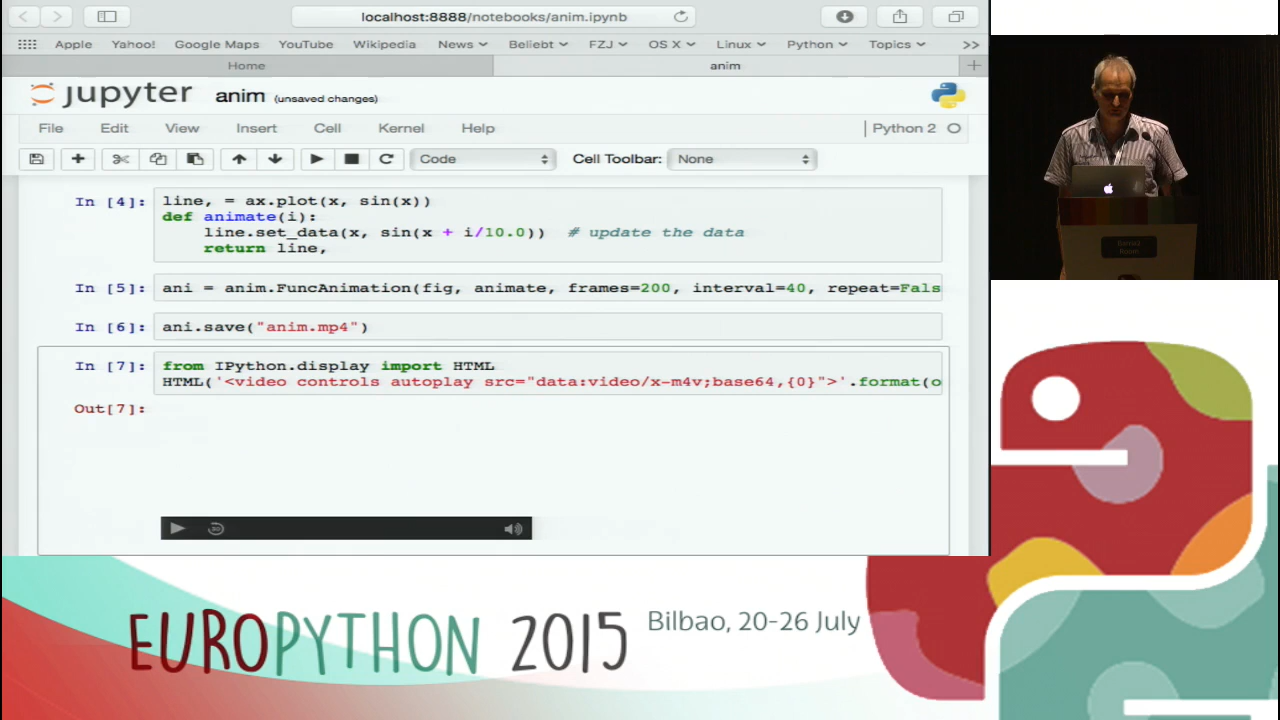 localhost:8888/notebooks/anim.ipynb
Apple Yahoo! Google Maps YouTube Wikipedia News Beliebt FZJ OS X Linux Python Topics >>
Home anim +
jupyter anim (unsaved changes)
File Edit View Insert Cell Kernel Help Python 2
Code Cell Toolbar: None
In [4]: line, = ax.plot(x, sin(x))
def animate(i):
line.set_data(x, sin(x + i/10.0)) # update the data
return line,
In [5]: ani = anim.FuncAnimation(fig, animate, frames=200, interval=40, repeat=Fals
In [6]: ani.save("anim.mp4")
In [7]: from IPython.display import HTML
HTML('<video controls autoplay src="data:video/x-m4v;base64,{0}">'.format(o
Out[7]:
30
EUROPYTHON 2015 Bilbao, 20-26 July